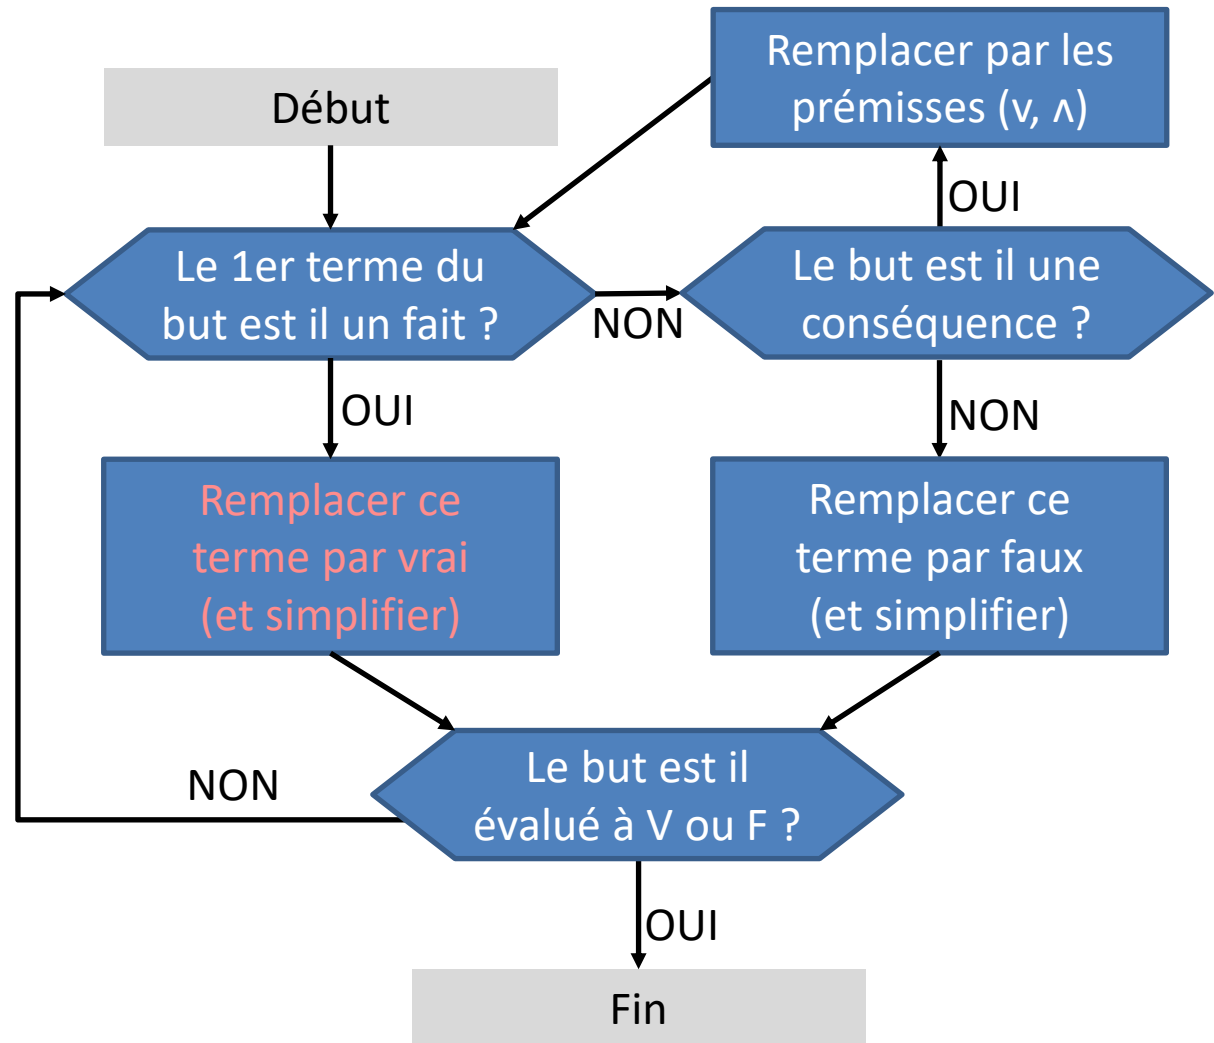 Remplacer par les
prémisses (v, ʌ)
Début
OUI
Le 1er terme du
but est il un fait ?
NON
Le but est il une
conséquence ?
OUI
NON
Remplacer ce
terme par vrai
(et simplifier)
Remplacer ce
terme par faux
(et simplifier)
NON
Le but est il
évalué à V ou F ?
OUI
Fin